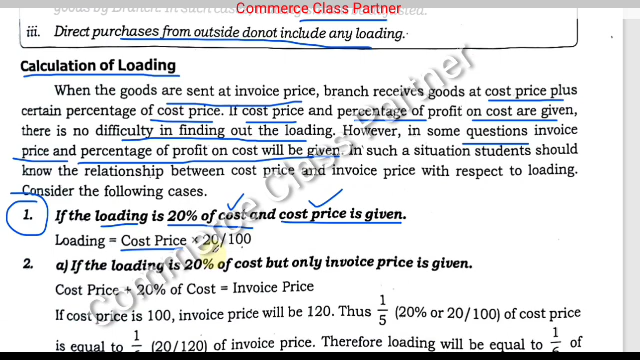 Commerce Class Partner
goods by Branch. In such
iii. Direct purchases from outside donot include any loading.
Calculation of Loading
When the goods are sent at invoice price, branch receives goods at cost price plus
certain percentage of cost price. If cost price and percentage of profit on cost are given,
there is no difficulty in finding out the loading. However, in some questions invoice
price and percentage of profit on cost will be given. In such a situation students should
know the relationship between cost price and invoice price with respect to loading.
Consider the following cases.
1. If the loading is 20% of cost and cost price is given.
Loading = Cost Price × 20/100
2. a) If the loading is 20% of cost but only invoice price is given.
Cost Price + 20% of Cost = Invoice Price
If cost price is 100, invoice price will be 120. Thus 1/5 (20% or 20/100) of cost price
is equal to 1/6 (20/120) of invoice price. Therefore loading will be equal to 1/6 of
Commerce Class Partner